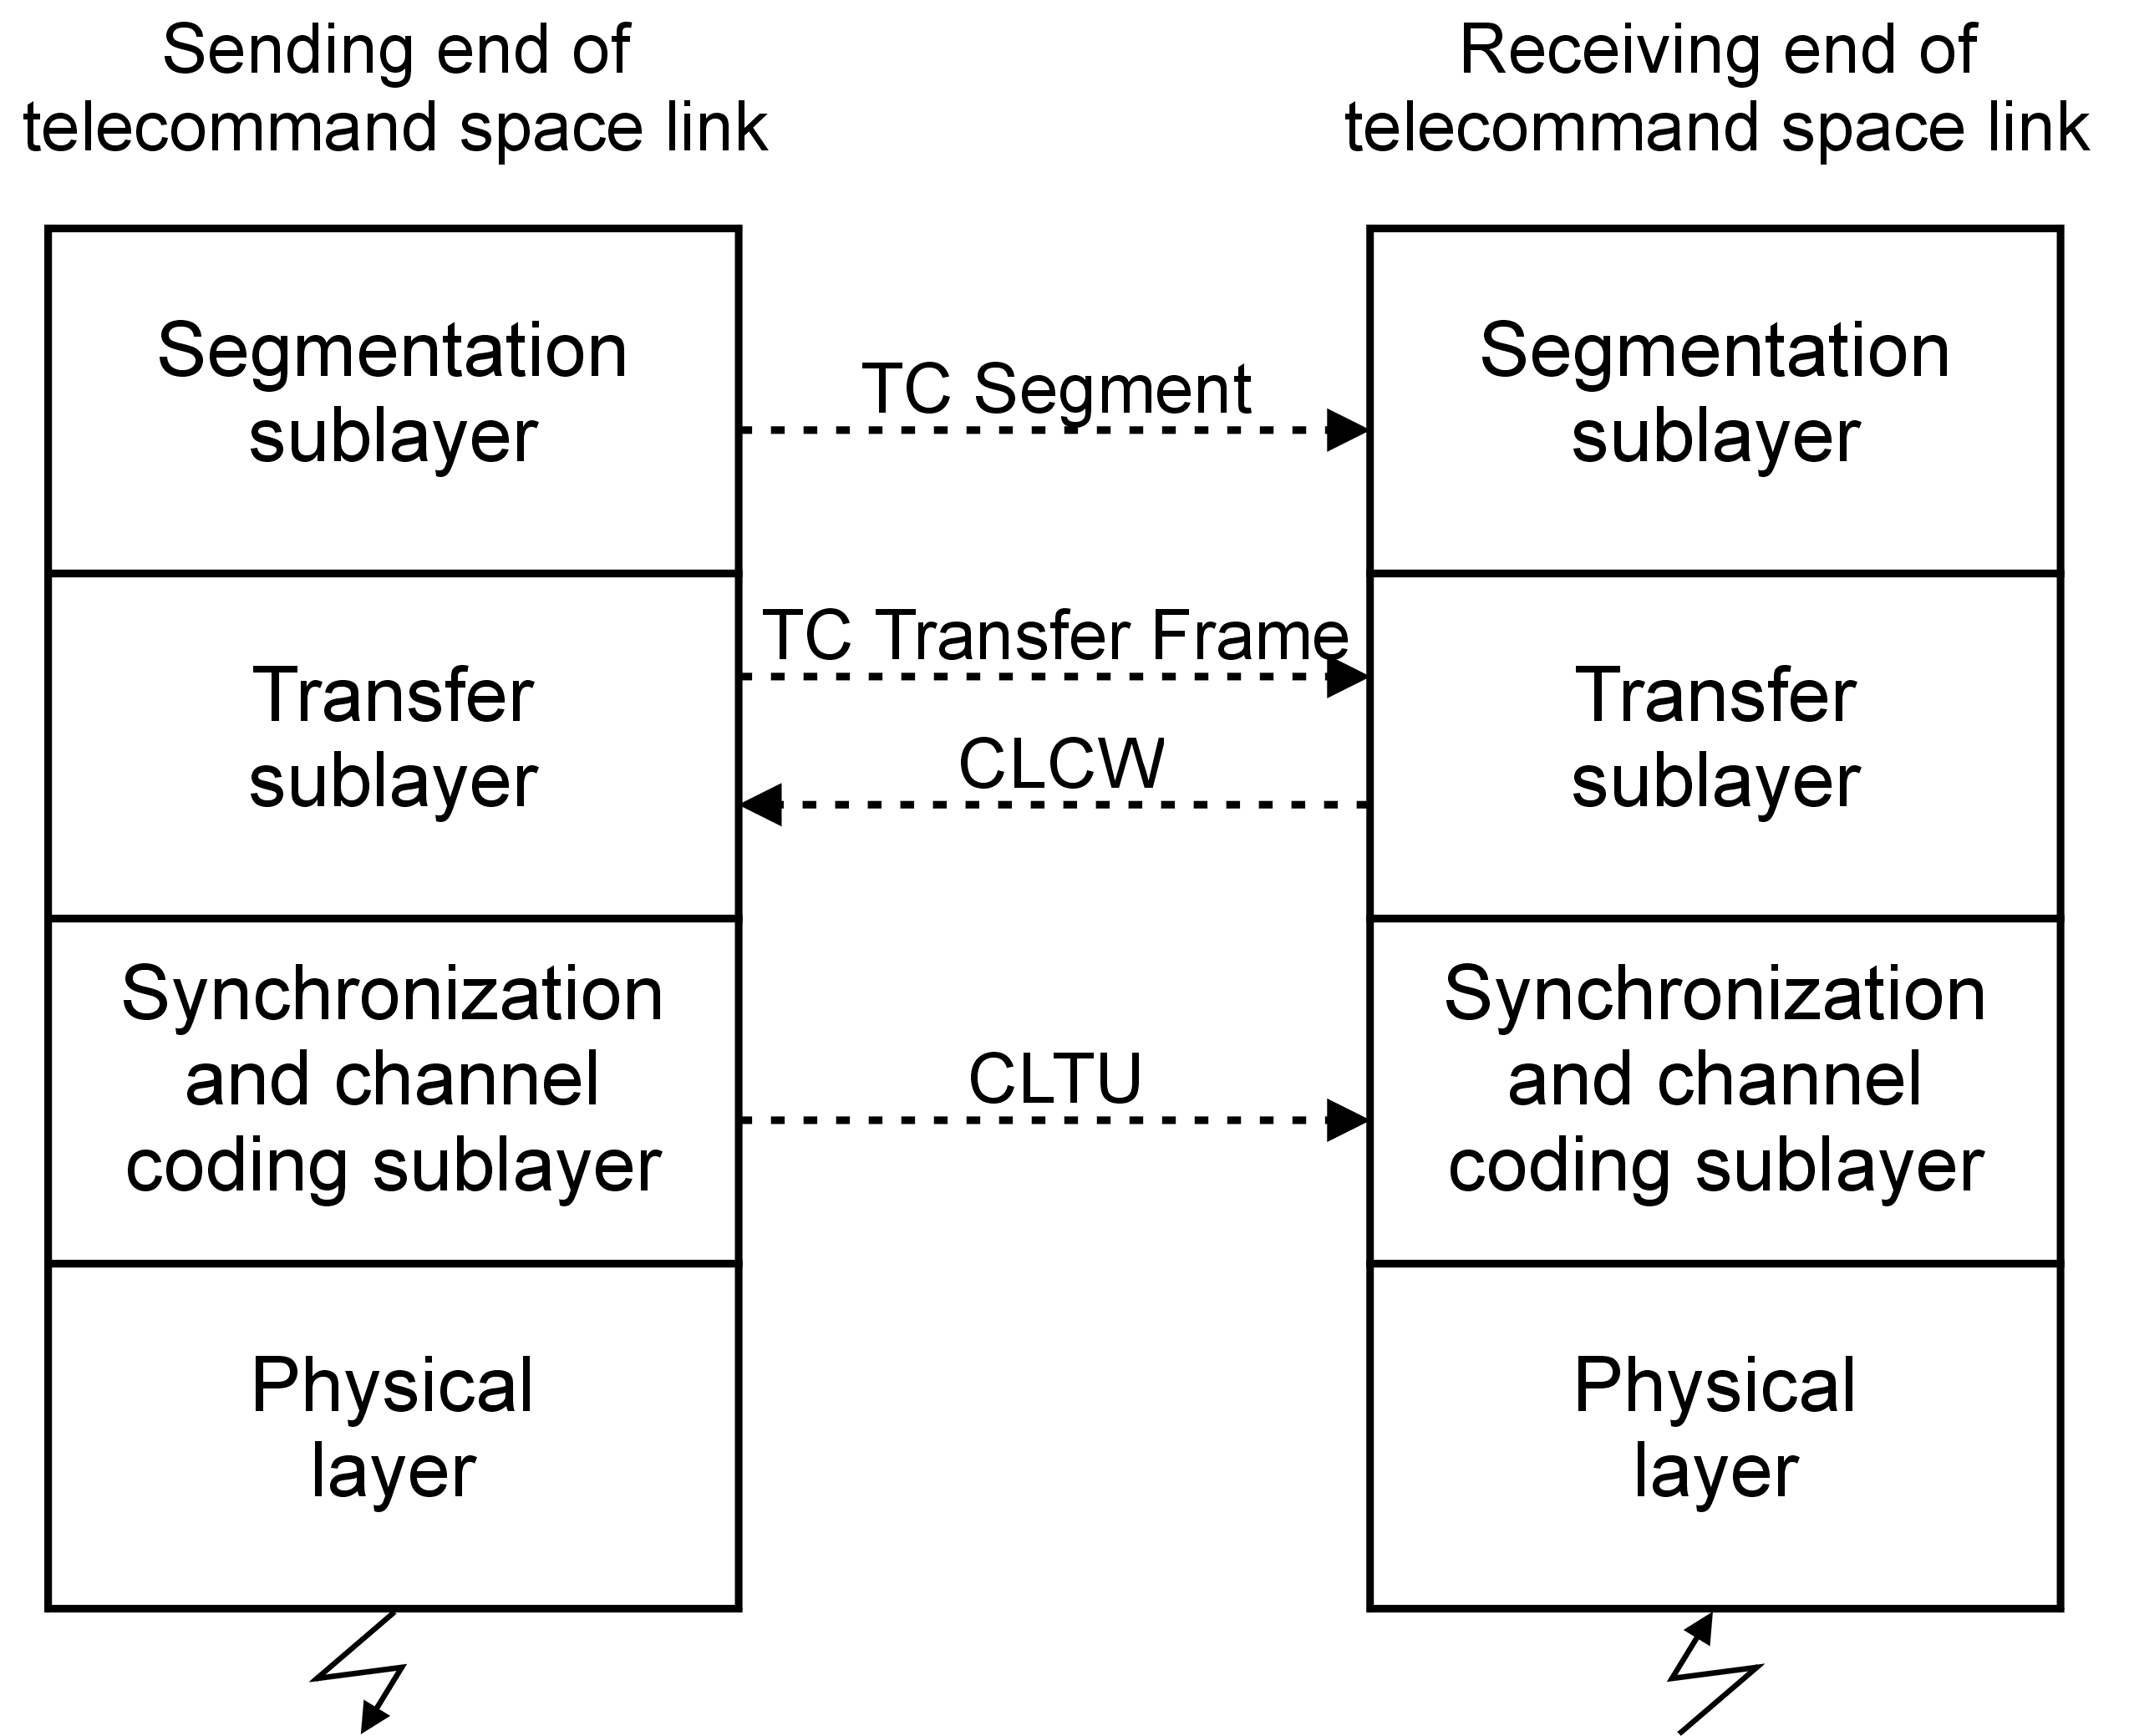 Sending end of
telecommand space link
Receiving end of
telecommand space link
Segmentation
sublayer
TC Segment
Segmentation
sublayer
Transfer
sublayer
TC Transfer Frame
CLCW
Transfer
sublayer
Synchronization
and channel
coding sublayer
CLTU
Synchronization
and channel
coding sublayer
Physical
layer
Physical
layer